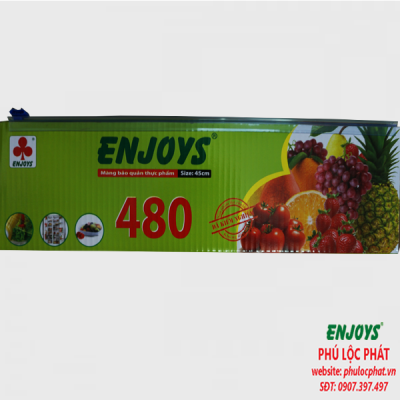 ENJOYS®
Màng bảo quản thực phẩm Size: 45cm
480
ENJOYS®
PHÚ LỘC PHÁT
website: phulocphat.vn
SĐT: 0907.397.497